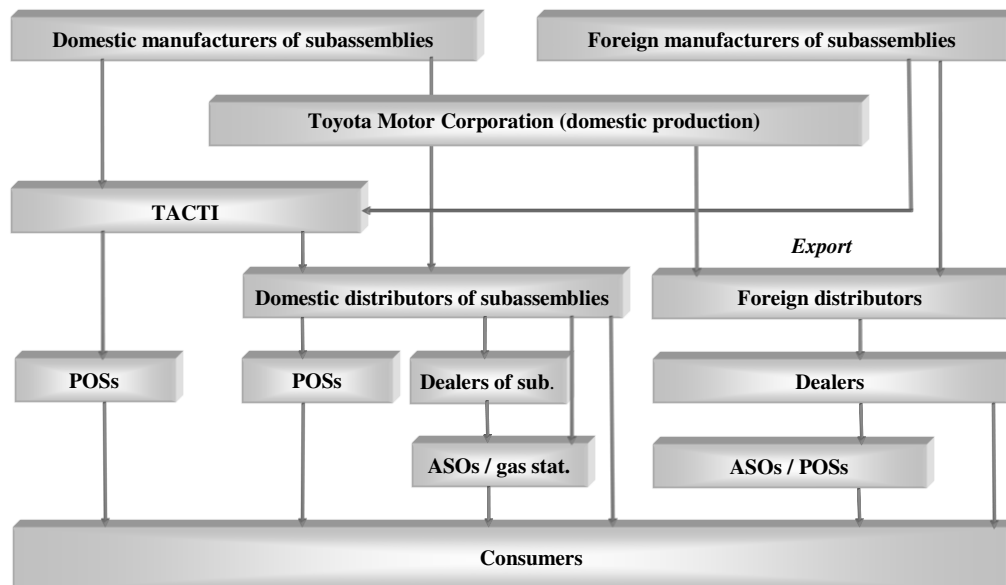 Domestic manufacturers of subassemblies
Foreign manufacturers of subassemblies
Toyota Motor Corporation (domestic production)
TACTI
Export
Domestic distributors of subassemblies
Foreign distributors
POSs
POSs
Dealers of sub.
Dealers
ASOs / gas stat.
ASOs / POSs
Consumers